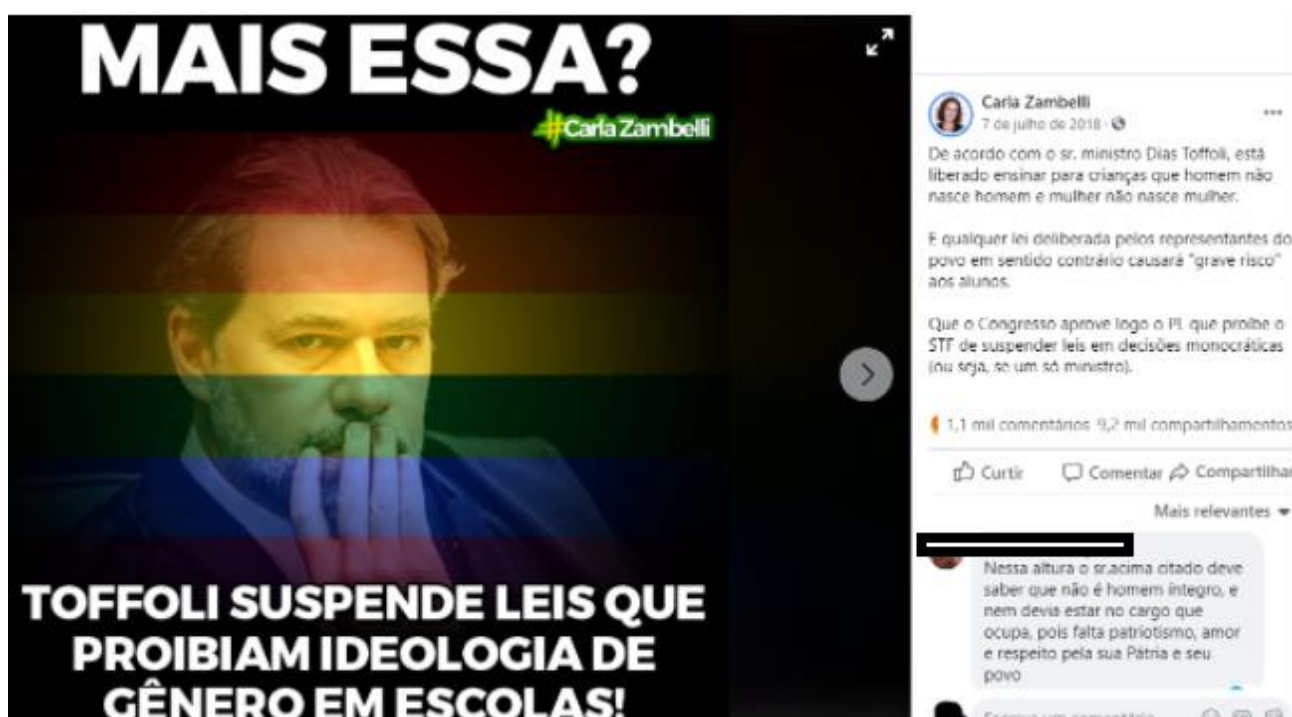 MAIS ESSA?
#Carla Zambelli
TOFFOLI SUSPENDE LEIS QUE
PROIBIAM IDEOLOGIA DE
GÊNERO EM ESCOLAS!
Carla Zambelli
7 de julho de 2018 ·
De acordo com o sr. ministro Dias Toffoli, está
liberado ensinar para crianças que homem não
nasce homem e mulher não nasce mulher.
E qualquer lei deliberada pelos representantes do
povo em sentido contrário causará "grave risco"
aos alunos.
Que o Congresso aprove logo o PL que proíbe o
STF de suspender leis em decisões monocráticas
(ou seja, se um só ministro).
1,1 mil comentários 9,2 mil compartilhamentos
Curtir Comentar Compartilhar
Mais relevantes
Nessa altura o sr.acima citado deve
saber que não é homem íntegro, e
nem devia estar no cargo que
ocupa, pois falta patriotismo, amor
e respeito pela sua Pátria e seu
povo
Escreva um comentário